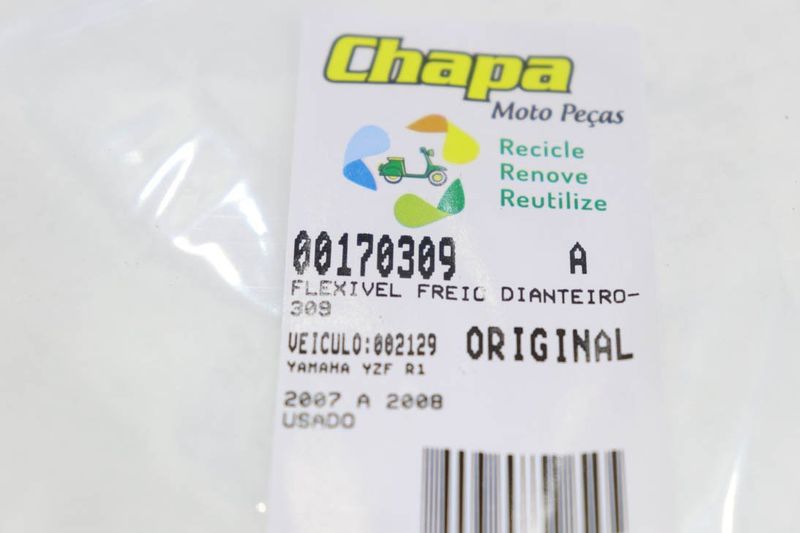 Chapa
Moto Peças
Recicle
Renove
Reutilize
00170309 A
FLEXIVEL FREIO DIANTEIRO-
309
VEICULO:002129 ORIGINAL
YAMAHA YZF R1
2007 A 2008
USADO